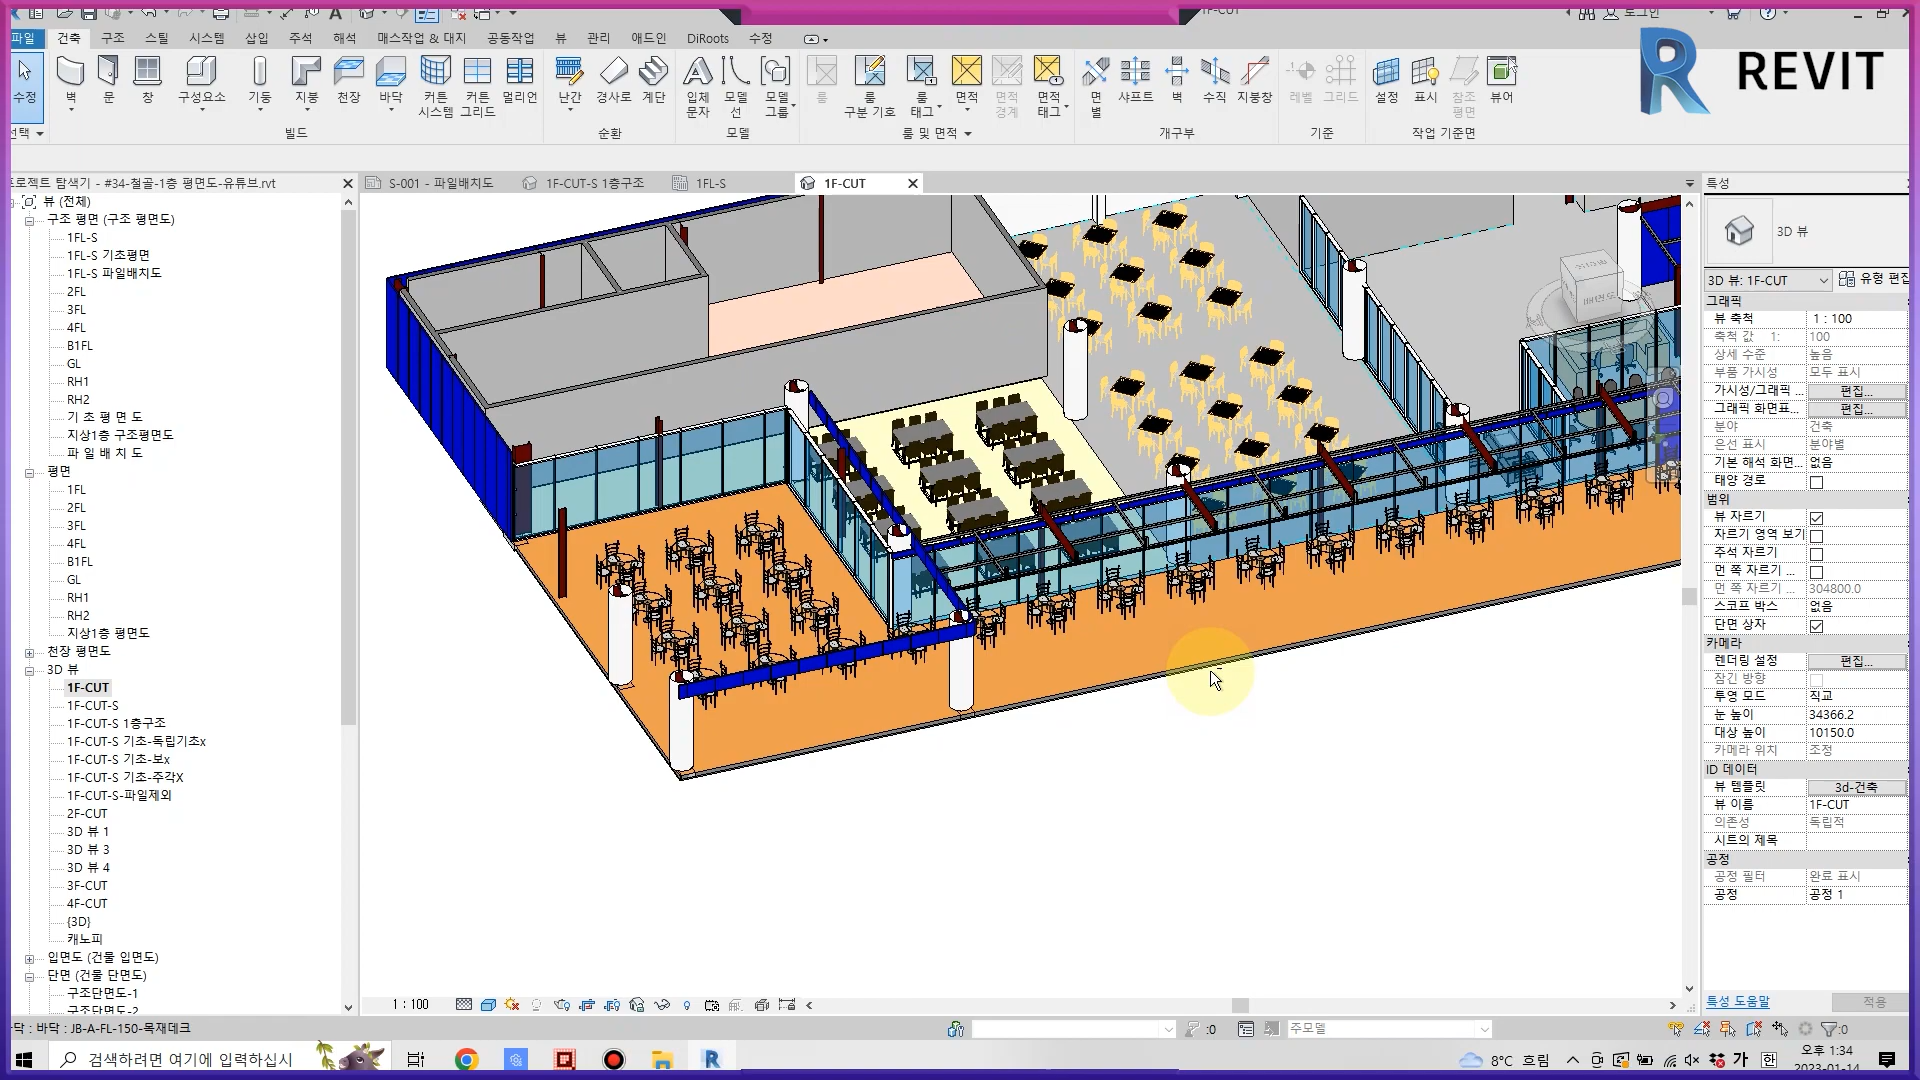 1F-CUT
로그인
REVIT
파일 건축 구조 스틸 시스템 삽입 주석 해석 매스작업 & 대지 공동작업 뷰 관리 애드인 DiRoots 수정
수정 벽 문 창 구성요소 기둥 지붕 천장 바닥 커튼 시스템 커튼 그리드 멀리언 난간 경사로 계단 입체 문자 모델 선 모델 그룹 룸 룸 구분 기호 룸 태그 면적 면적 경계 면적 태그 면 별 샤프트 벽 수직 지붕창 레벨 그리드 설정 표시 참조 평면 뷰어
선택 빌드 순환 모델 룸 및 면적 개구부 기준 작업 기준면
프로젝트 탐색기 - #34-철골-1층 평면도-유튜브.rvt
S-001 - 파일배치도 1F-CUT-S 1층구조 1FL-S 1F-CUT
특성
뷰 (전체)
구조 평면 (구조 평면도)
1FL-S
1FL-S 기초평면
1FL-S 파일배치도
2FL
3FL
4FL
B1FL
GL
RH1
RH2
기 초 평 면 도
지상1층 구조평면도
파 일 배 치 도
평면
1FL
2FL
3FL
4FL
B1FL
GL
RH1
RH2
지상1층 평면도
천장 평면도
3D 뷰
1F-CUT
1F-CUT-S
1F-CUT-S 1층구조
1F-CUT-S 기초-독립기초x
1F-CUT-S 기초-보x
1F-CUT-S 기초-주각X
1F-CUT-S-파일제외
2F-CUT
3D 뷰 1
3D 뷰 3
3D 뷰 4
3F-CUT
4F-CUT
{3D}
캐노피
입면도 (건물 입면도)
단면 (건물 단면도)
구조단면도-1
구조단면도-2
3D 뷰
3D 뷰: 1F-CUT 유형 편집
그래픽
뷰 축척 1 : 100
축척 값 1: 100
상세 수준 높음
부품 가시성 모두 표시
가시성/그래픽 ... 편집...
그래픽 화면표... 편집...
분야 건축
은선 표시 분야별
기본 해석 화면... 없음
태양 경로
범위
뷰 자르기
자르기 영역 보기
주석 자르기
먼 쪽 자르기 ...
먼 쪽 자르기 ... 304800.0
스코프 박스 없음
단면 상자
카메라
렌더링 설정 편집...
잠긴 방향
투영 모드 직교
눈 높이 34366.2
대상 높이 10150.0
카메라 위치 조정
ID 데이터
뷰 템플릿 3d-건축
뷰 이름 1F-CUT
의존성 독립적
시트의 제목
공정
공정 필터 완료 표시
공정 공정 1
특성 도움말 적용
1 : 100
닥 : 바닥 : JB-A-FL-150-목재데크
:0
주모델
:0
검색하려면 여기에 입력하십시
8°C 흐림
가
오후 1:34
2023-01-14